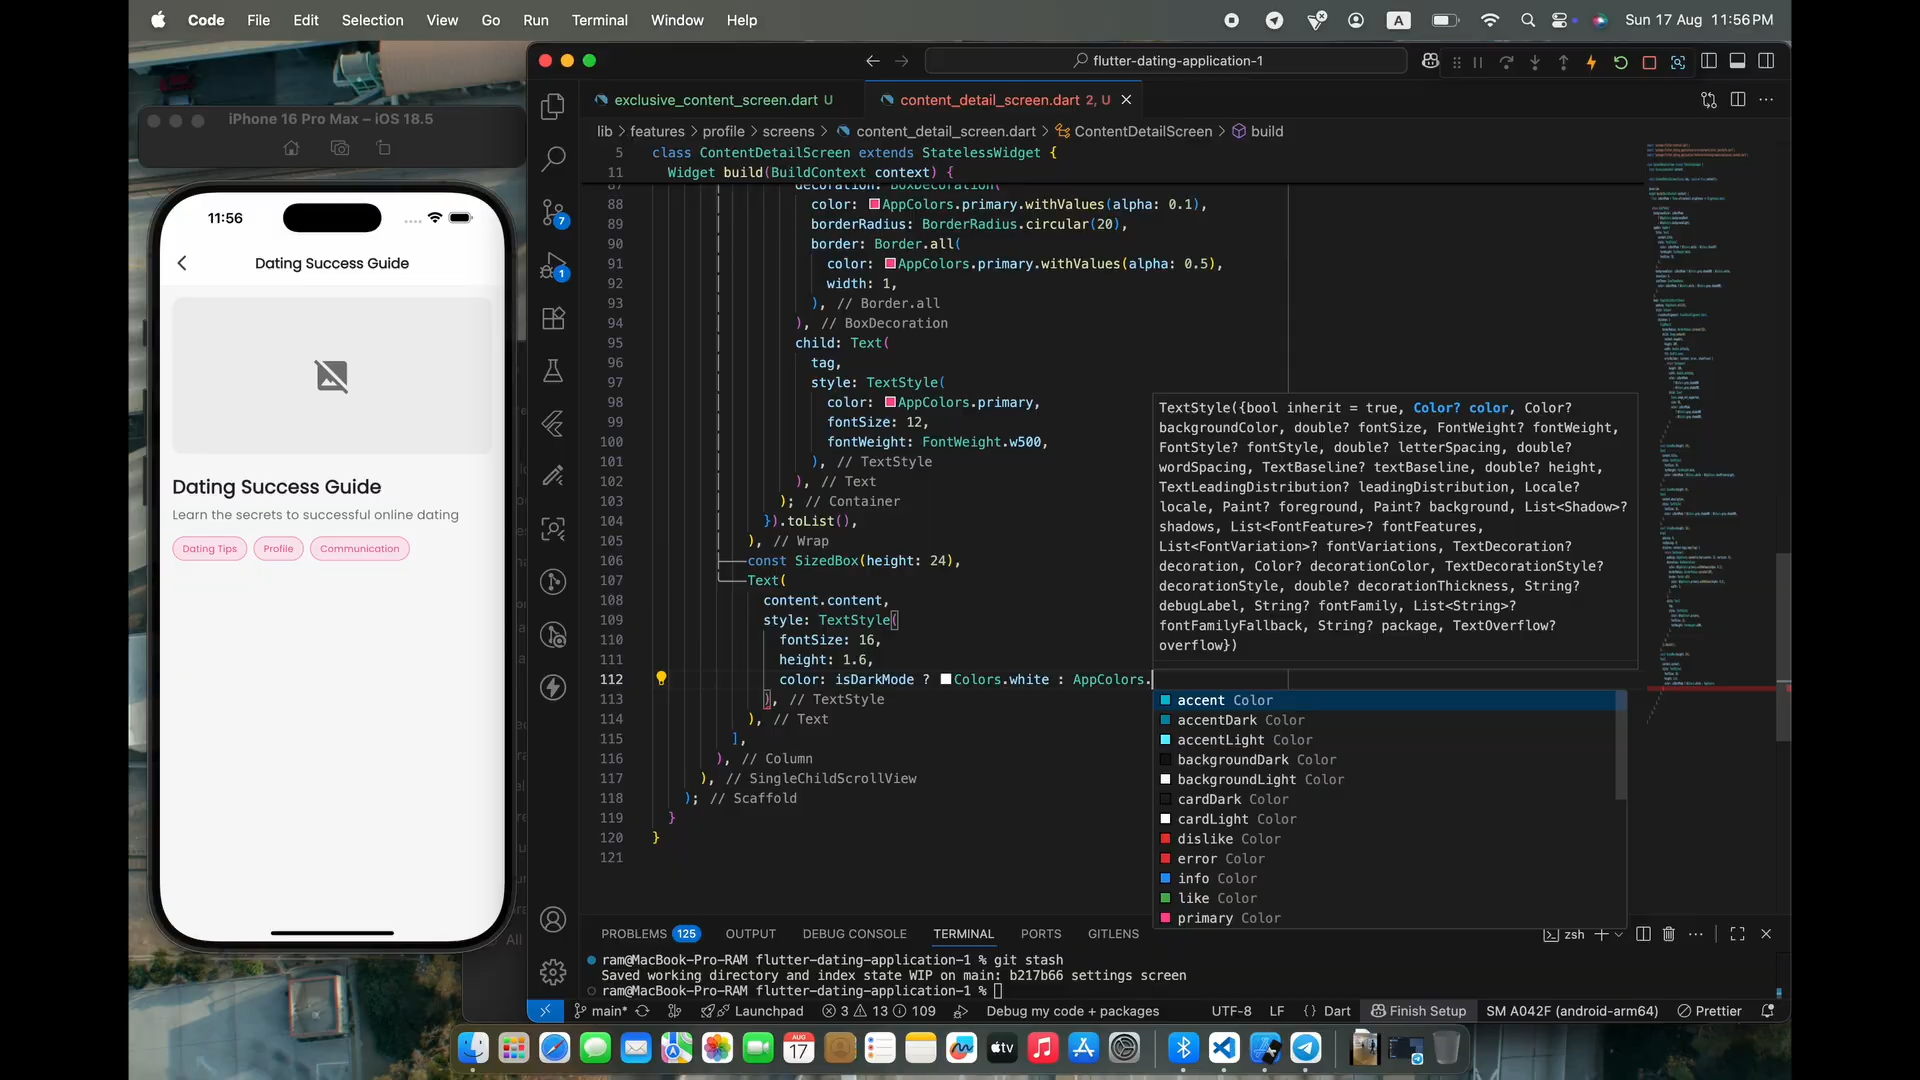 Code File Edit Selection View Go Run Terminal Window Help
A
Sun 17 Aug 11:56 PM
iPhone 16 Pro Max – iOS 18.5
11:56
Dating Success Guide
Dating Success Guide
Learn the secrets to successful online dating
Dating Tips Profile Communication
flutter-dating-application-1
exclusive_content_screen.dart U
content_detail_screen.dart 2, U
lib > features > profile > screens > content_detail_screen.dart > ContentDetailScreen > build
7
1
5 class ContentDetailScreen extends StatelessWidget {
11 Widget build(BuildContext context) {
87 decoration: BoxDecoration(
88 color: AppColors.primary.withValues(alpha: 0.1),
89 borderRadius: BorderRadius.circular(20),
90 border: Border.all(
91 color: AppColors.primary.withValues(alpha: 0.5),
92 width: 1,
93 ), // Border.all
94 ), // BoxDecoration
95 child: Text(
96 tag,
97 style: TextStyle(
98 color: AppColors.primary,
99 fontSize: 12,
100 fontWeight: FontWeight.w500,
101 ), // TextStyle
102 ), // Text
103 ); // Container
104 }).toList(),
105 ), // Wrap
106 const SizedBox(height: 24),
107 Text(
108 content.content,
109 style: TextStyle(
110 fontSize: 16,
111 height: 1.6,
112 color: isDarkMode ? Colors.white : AppColors.
113 ), // TextStyle
114 ), // Text
115 ],
116 ), // Column
117 ), // SingleChildScrollView
118 ); // Scaffold
119 }
120 }
121
TextStyle({bool inherit = true, Color? color, Color?
backgroundColor, double? fontSize, FontWeight? fontWeight,
FontStyle? fontStyle, double? letterSpacing, double?
wordSpacing, TextBaseline? textBaseline, double? height,
TextLeadingDistribution? leadingDistribution, Locale?
locale, Paint? foreground, Paint? background, List<Shadow>?
shadows, List<FontFeature>? fontFeatures,
List<FontVariation>? fontVariations, TextDecoration?
decoration, Color? decorationColor, TextDecorationStyle?
decorationStyle, double? decorationThickness, String?
debugLabel, String? fontFamily, List<String>?
fontFamilyFallback, String? package, TextOverflow?
overflow})
accent Color
accentDark Color
accentLight Color
backgroundDark Color
backgroundLight Color
cardDark Color
cardLight Color
dislike Color
error Color
info Color
like Color
primary Color
All
PROBLEMS 125 OUTPUT DEBUG CONSOLE TERMINAL PORTS GITLENS
zsh
ram@MacBook-Pro-RAM flutter-dating-application-1 % git stash
Saved working directory and index state WIP on main: b217b66 settings screen
ram@MacBook-Pro-RAM flutter-dating-application-1 %
main* Launchpad 3 13 109 Debug my code + packages UTF-8 LF {} Dart Finish Setup SM A042F (android-arm64) Prettier
AUG
17
tv